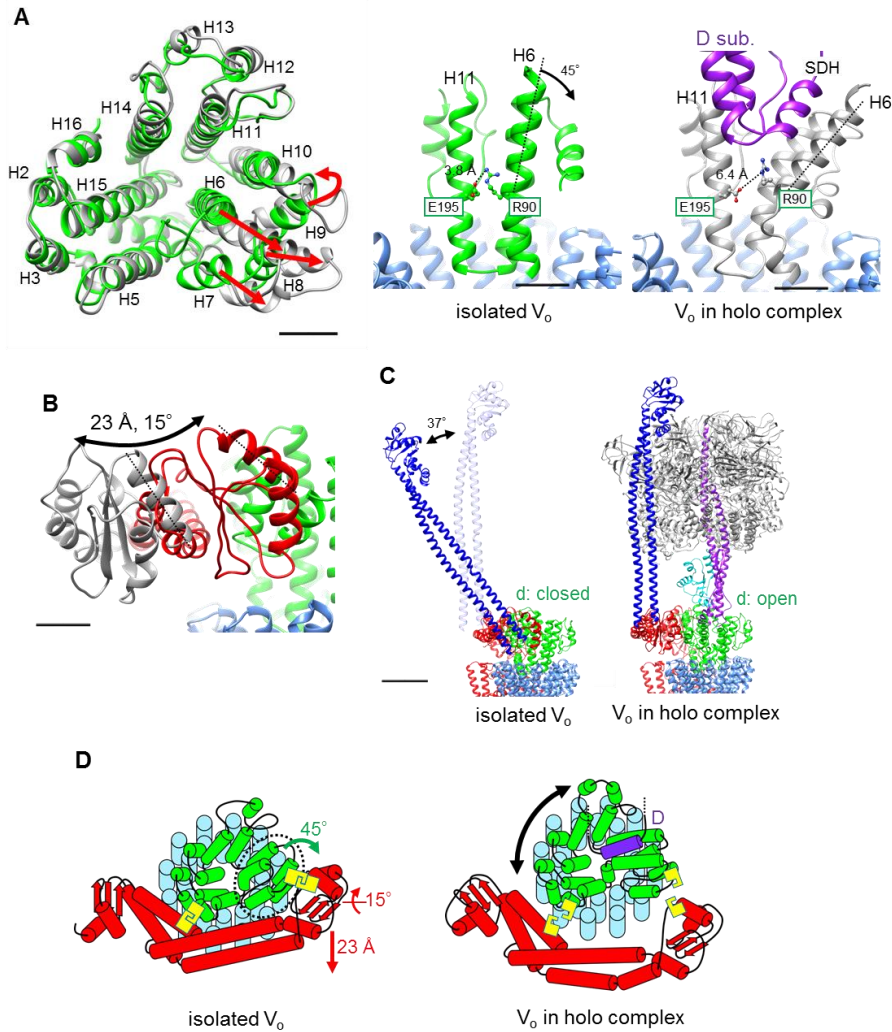 A
H13
H12
H14
H11
H16
H10
H2
H15
H6
H9
H3
H5
H7
H8
H6
H11
45°
3.8 Å
E195
R90
isolated Vo
D sub.
SDH
H11
H6
6.4 Å
E195
R90
Vo in holo complex
B
23 Å, 15°
C
37°
d: closed
isolated Vo
d: open
Vo in holo complex
D
45°
15°
23 Å
isolated Vo
D
Vo in holo complex